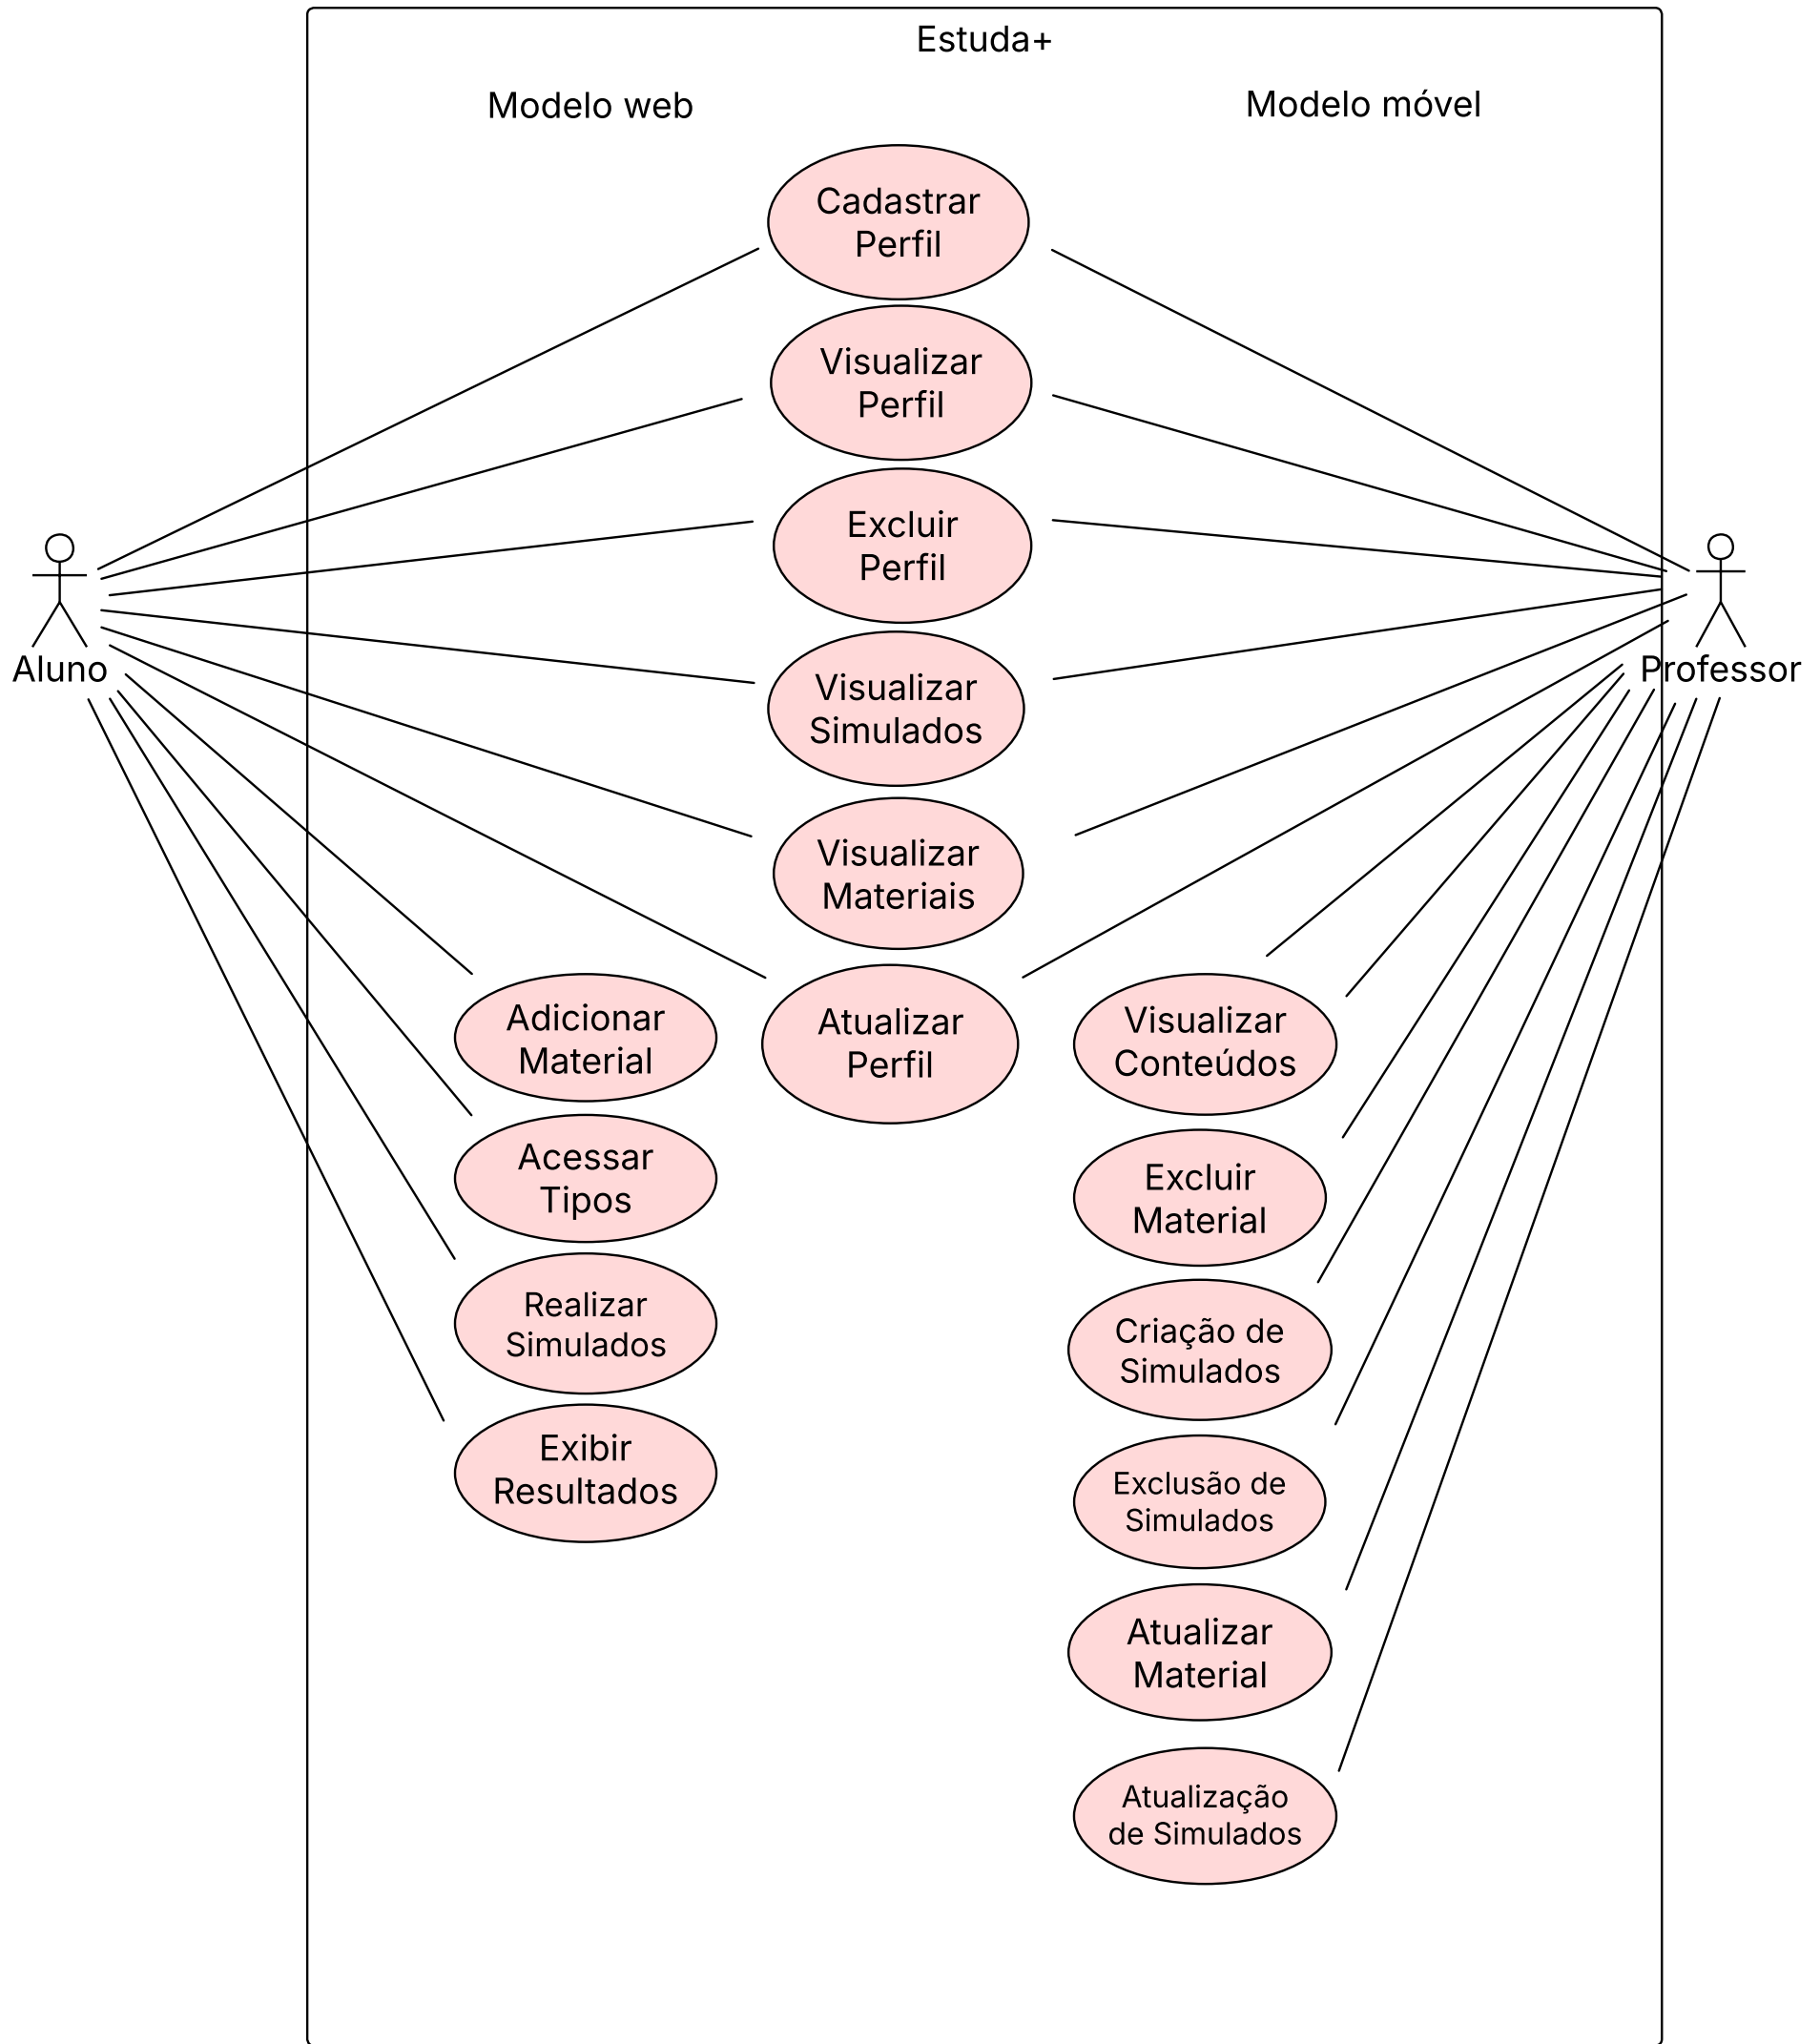 Estuda+
Modelo web
Modelo móvel
Cadastrar
Perfil
Visualizar
Perfil
Excluir
Perfil
Visualizar
Simulados
Visualizar
Materiais
Atualizar
Perfil
Aluno
Professor
Adicionar
Material
Acessar
Tipos
Realizar
Simulados
Exibir
Resultados
Visualizar
Conteúdos
Excluir
Material
Criação de
Simulados
Exclusão de
Simulados
Atualizar
Material
Atualização
de Simulados